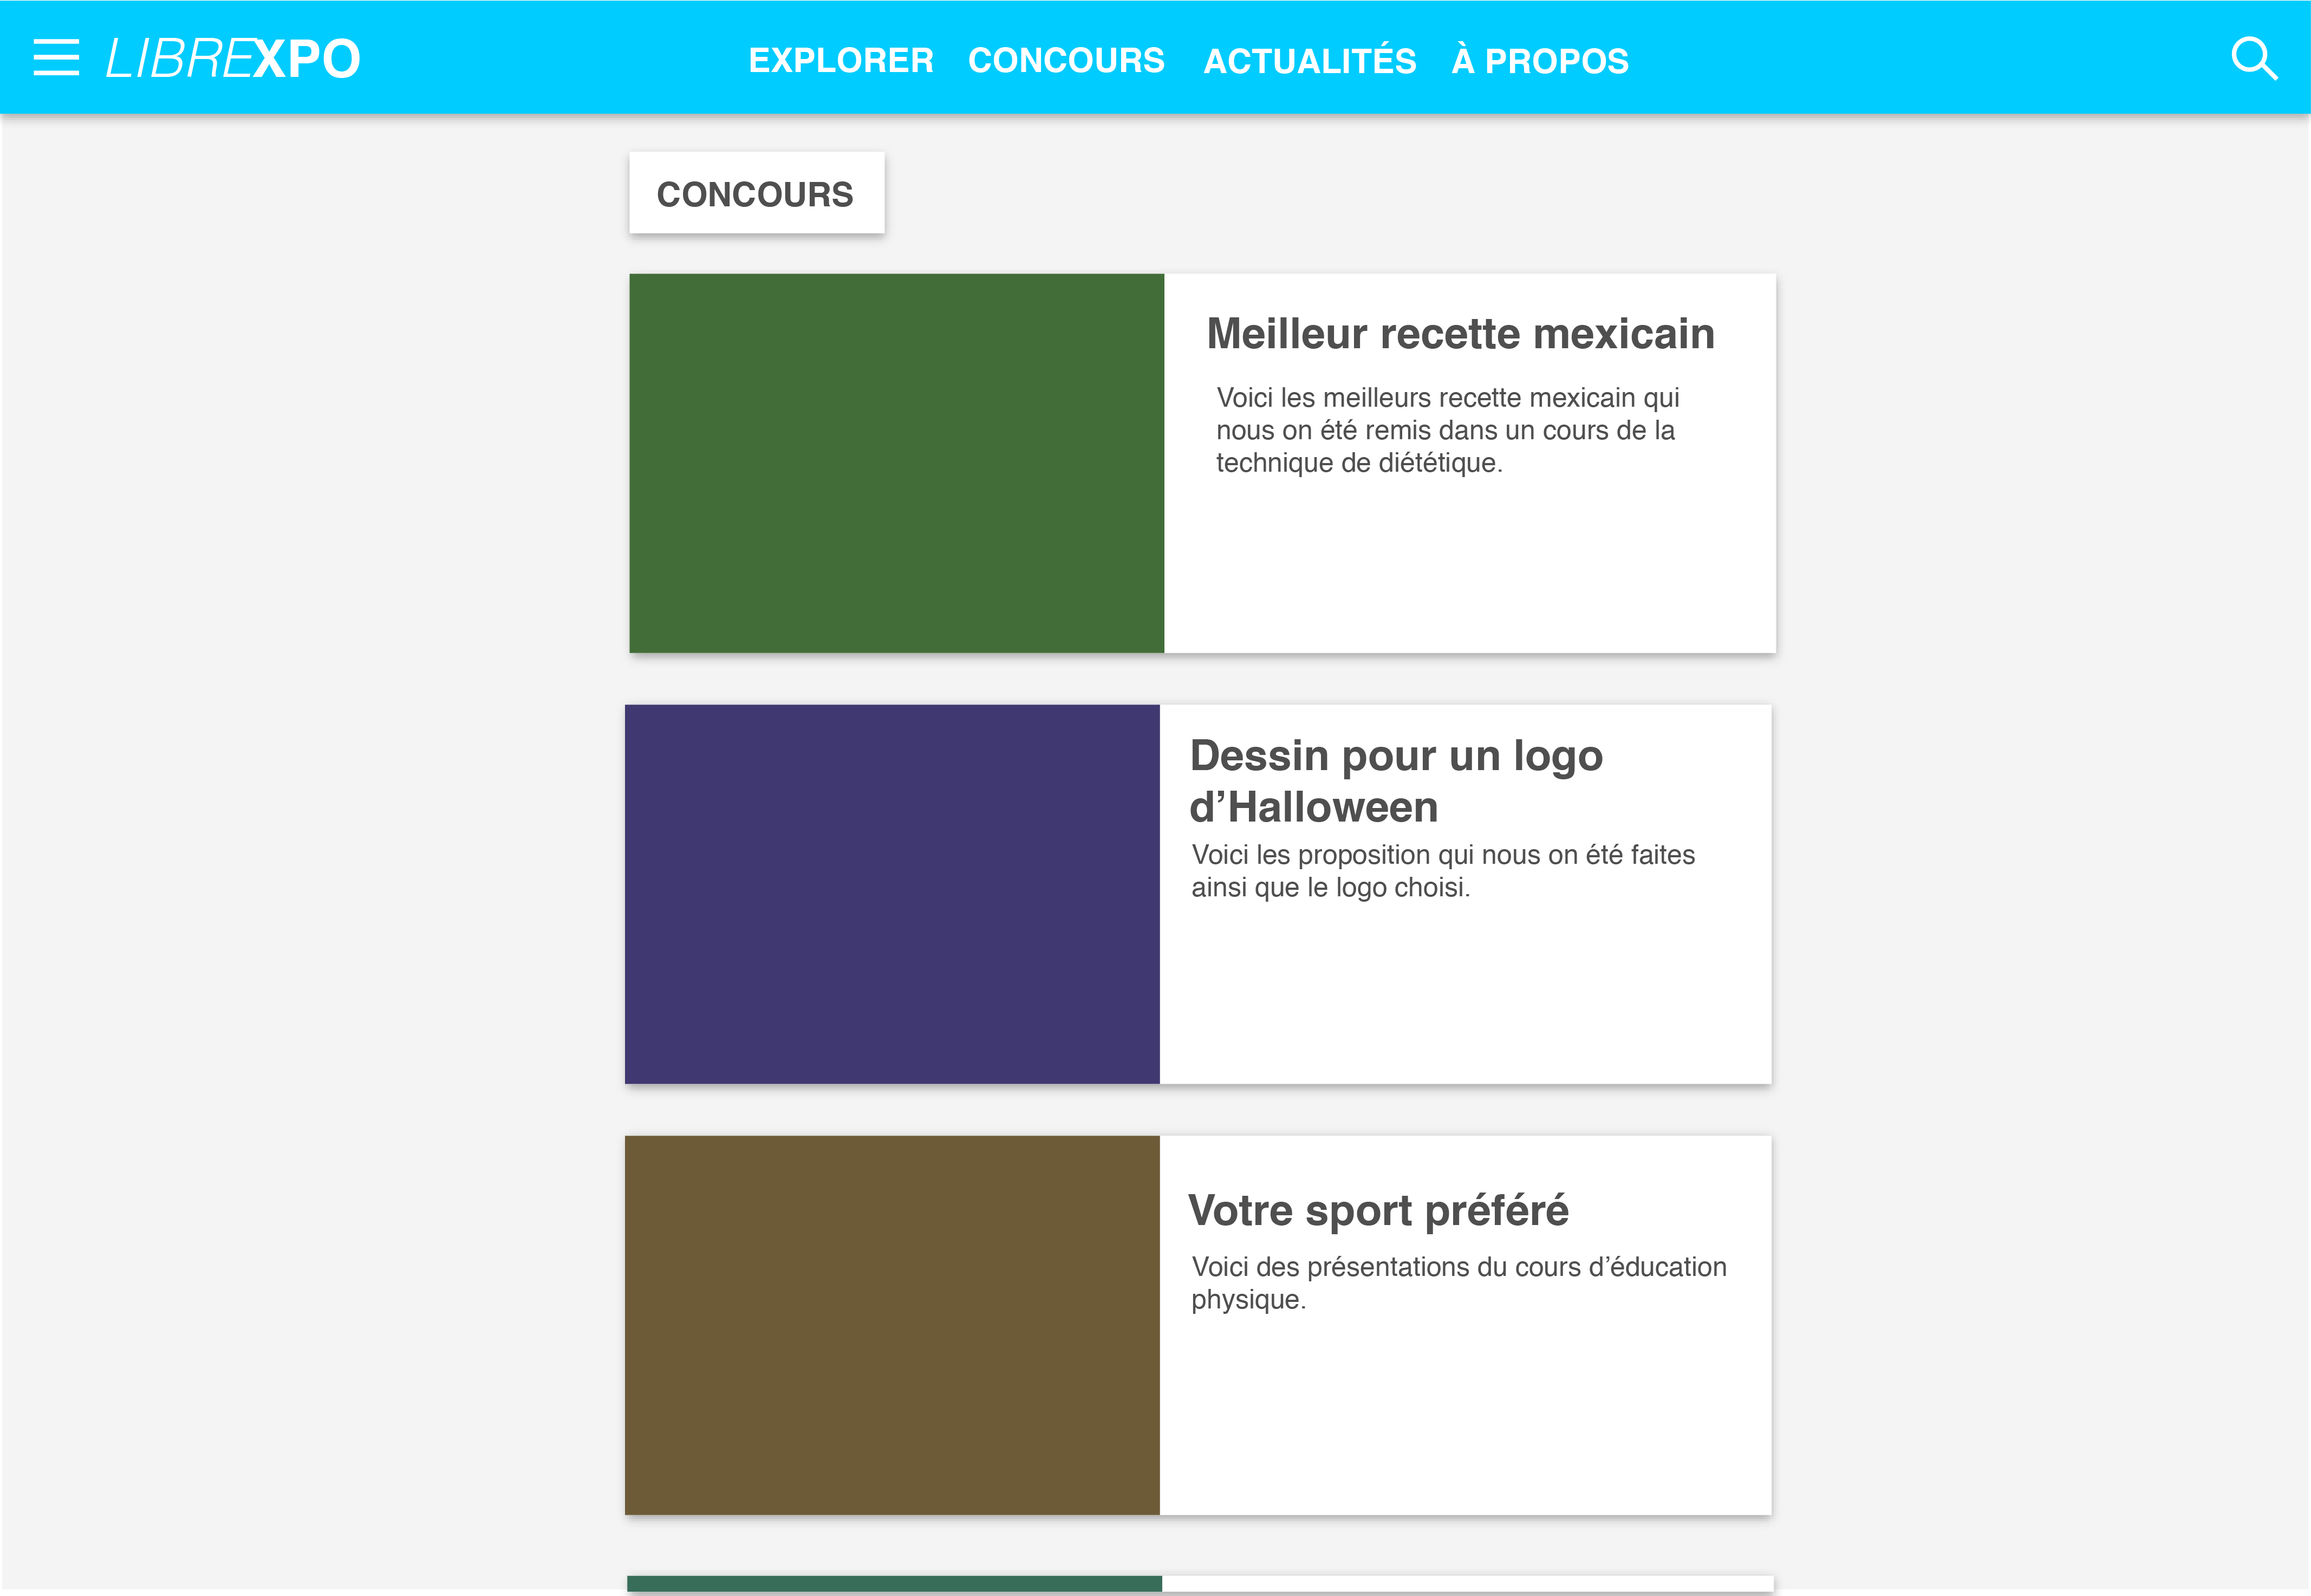 LIBREXPO
EXPLORER CONCOURS ACTUALITÉS À PROPOS
CONCOURS
Meilleur recette mexicain
Voici les meilleurs recette mexicain qui
nous on été remis dans un cours de la
technique de diététique.
Dessin pour un logo
d’Halloween
Voici les proposition qui nous on été faites
ainsi que le logo choisi.
Votre sport préféré
Voici des présentations du cours d’éducation
physique.